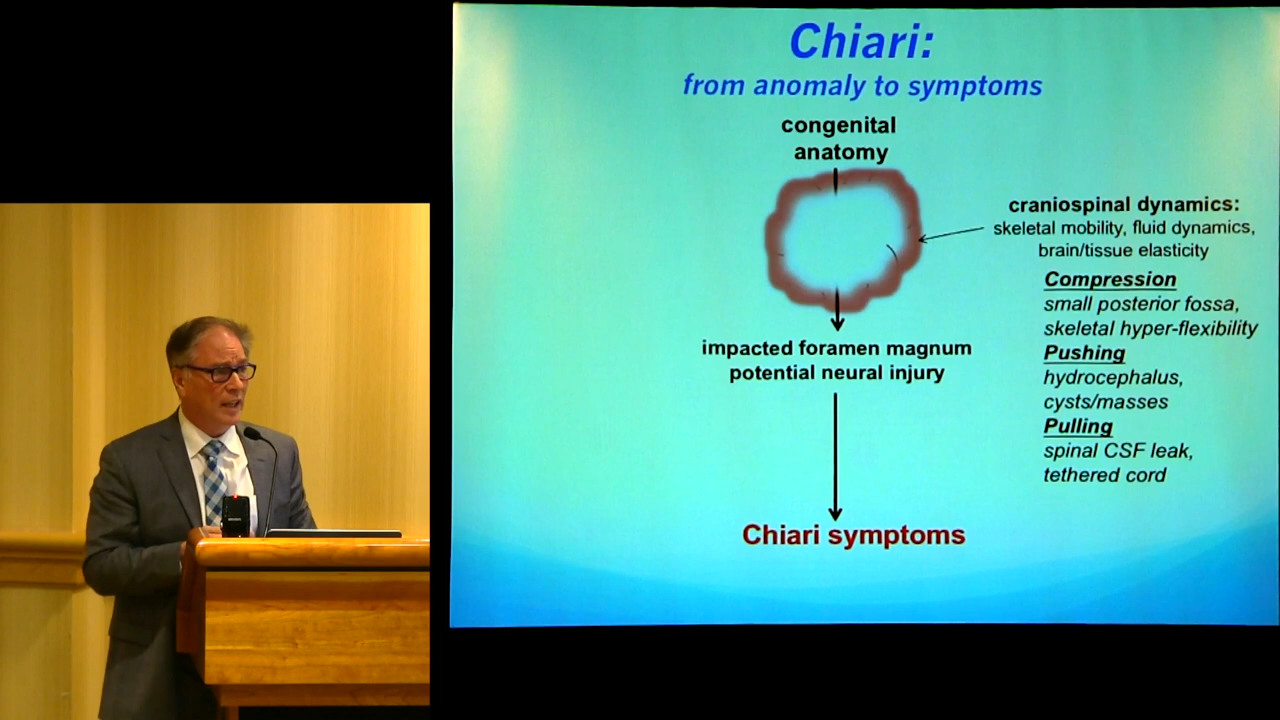 Chiari:
from anomaly to symptoms
congenital
anatomy
craniospinal dynamics:
skeletal mobility, fluid dynamics,
brain/tissue elasticity
Compression
small posterior fossa,
skeletal hyper-flexibility
Pushing
hydrocephalus,
cysts/masses
Pulling
spinal CSF leak,
tethered cord
impacted foramen magnum
potential neural injury
Chiari symptoms